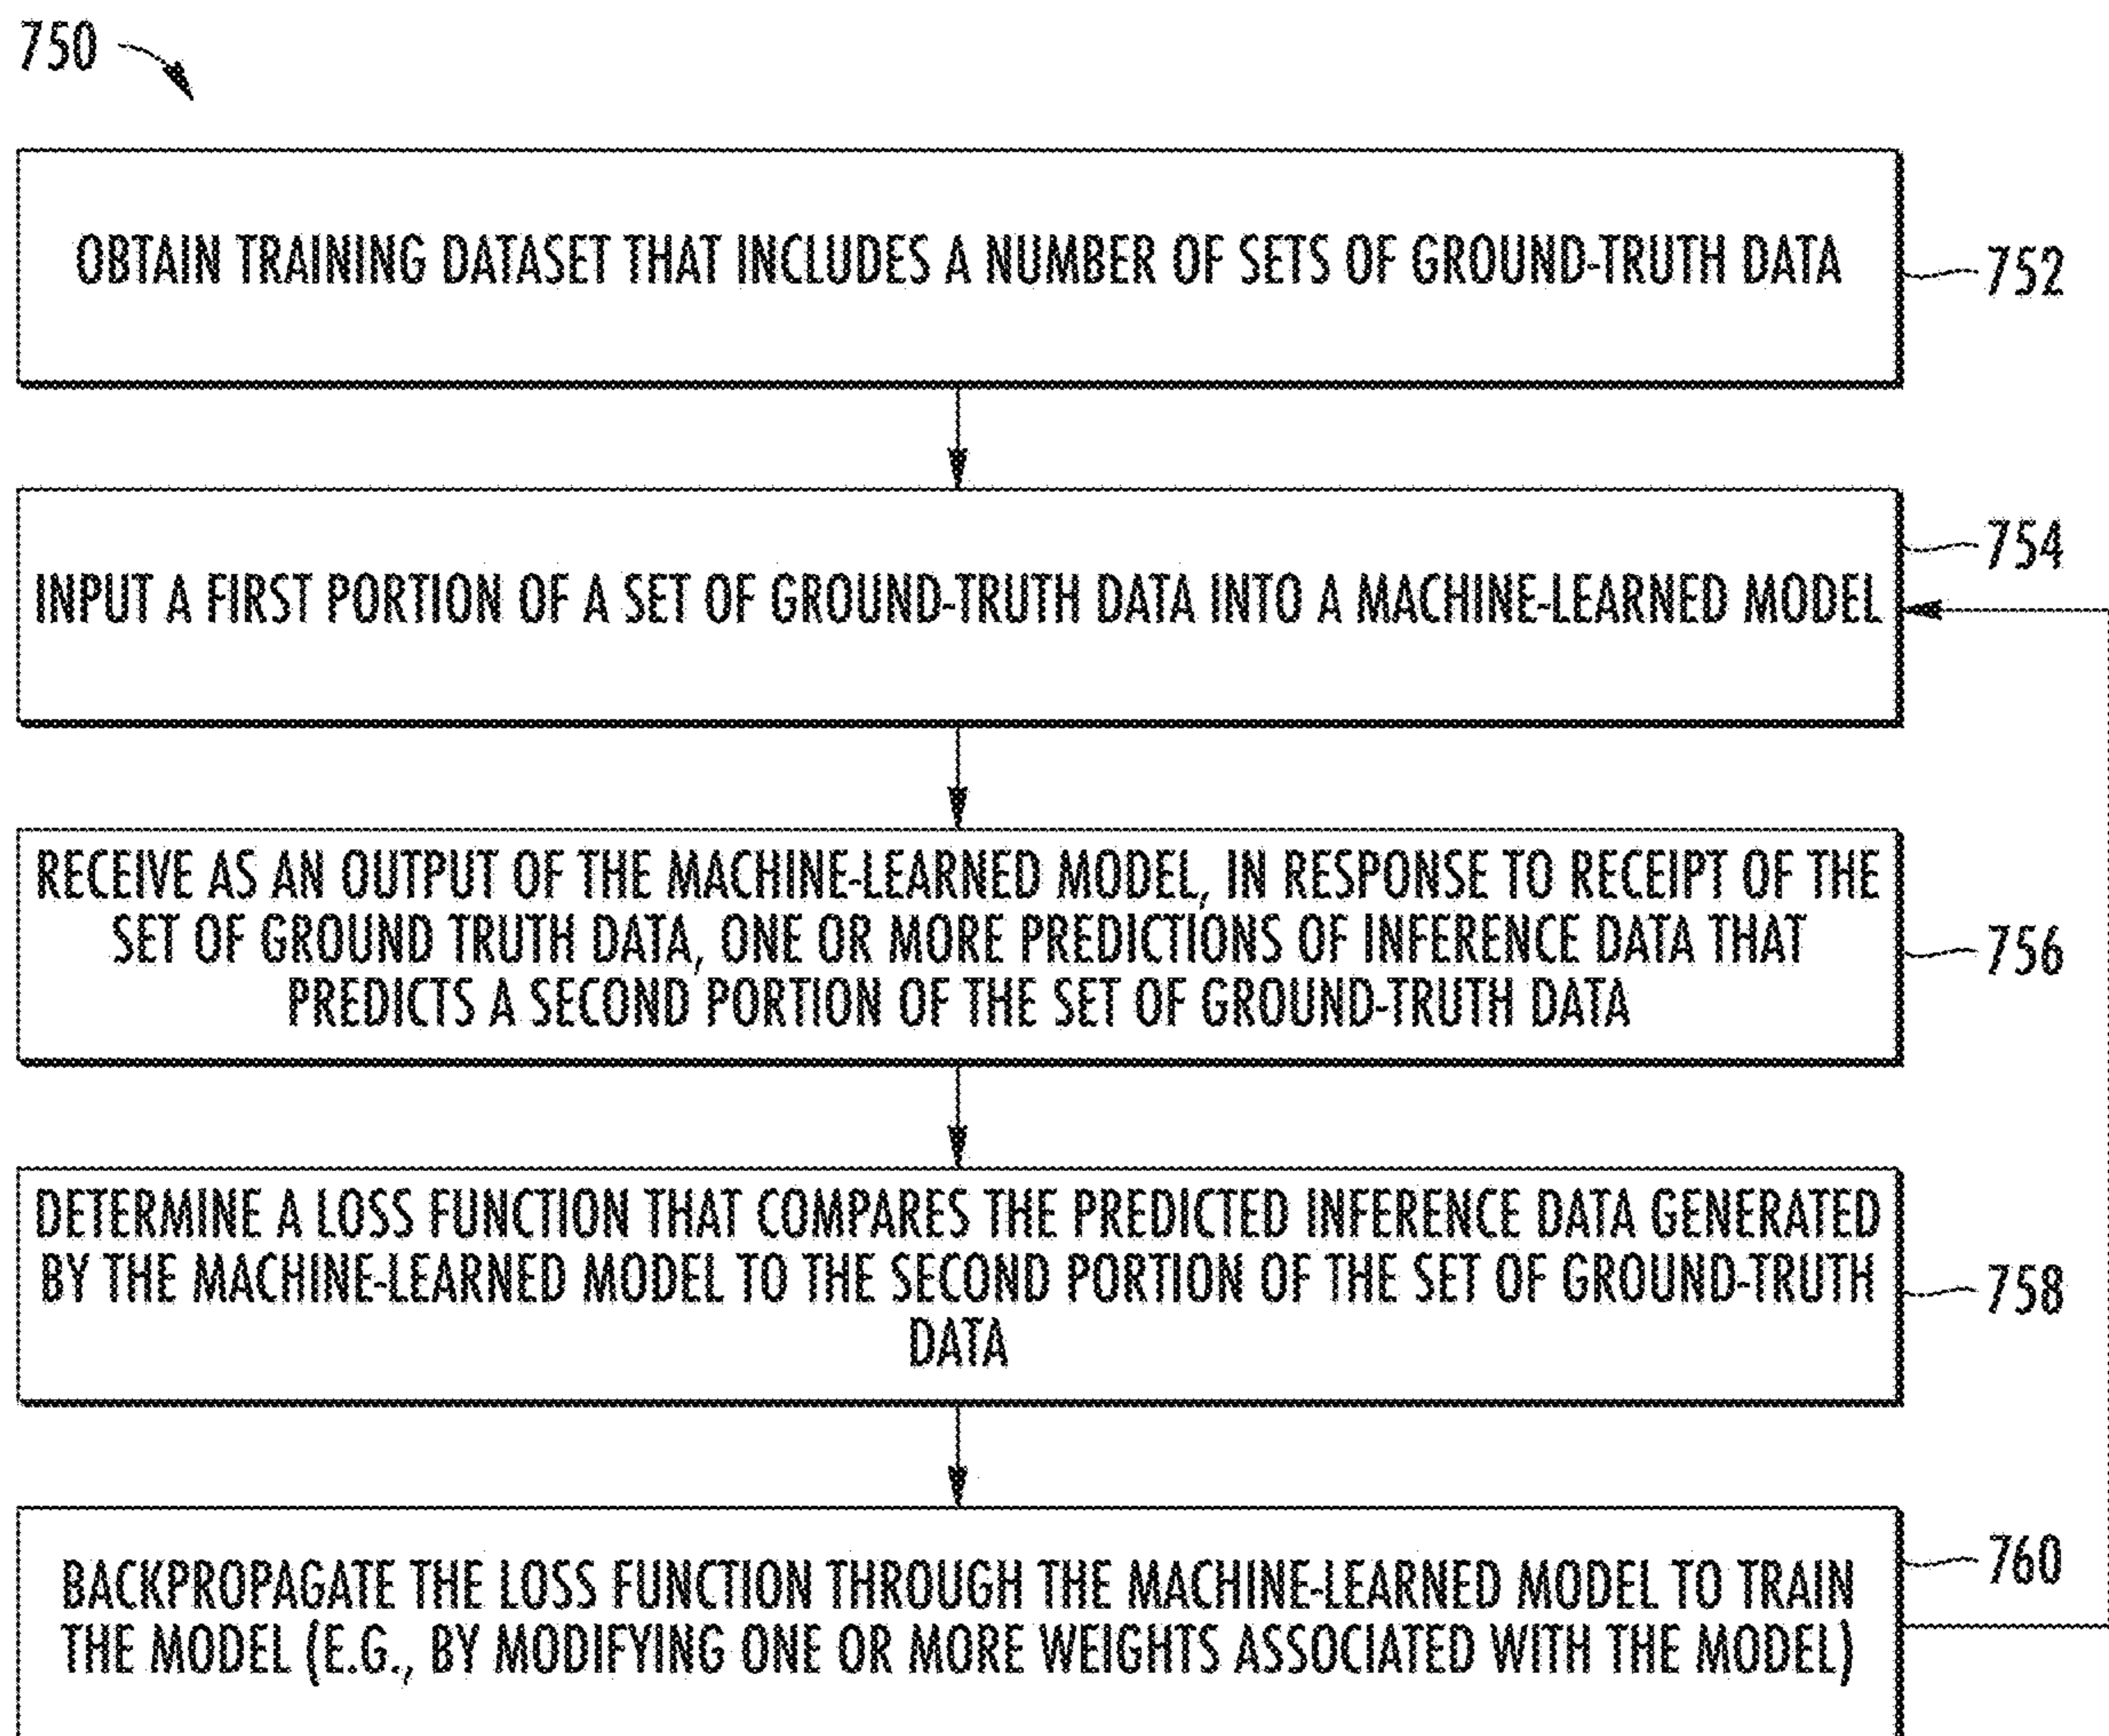 750
OBTAIN TRAINING DATASET THAT INCLUDES A NUMBER OF SETS OF GROUND-TRUTH DATA
752
INPUT A FIRST PORTION OF A SET OF GROUND-TRUTH DATA INTO A MACHINE-LEARNED MODEL
754
RECEIVE AS AN OUTPUT OF THE MACHINE-LEARNED MODEL, IN RESPONSE TO RECEIPT OF THE
SET OF GROUND TRUTH DATA, ONE OR MORE PREDICTIONS OF INFERENCE DATA THAT
PREDICTS A SECOND PORTION OF THE SET OF GROUND-TRUTH DATA
756
DETERMINE A LOSS FUNCTION THAT COMPARES THE PREDICTED INFERENCE DATA GENERATED
BY THE MACHINE-LEARNED MODEL TO THE SECOND PORTION OF THE SET OF GROUND-TRUTH
DATA
758
BACKPROPAGATE THE LOSS FUNCTION THROUGH THE MACHINE-LEARNED MODEL TO TRAIN
THE MODEL (E.G., BY MODIFYING ONE OR MORE WEIGHTS ASSOCIATED WITH THE MODEL)
760